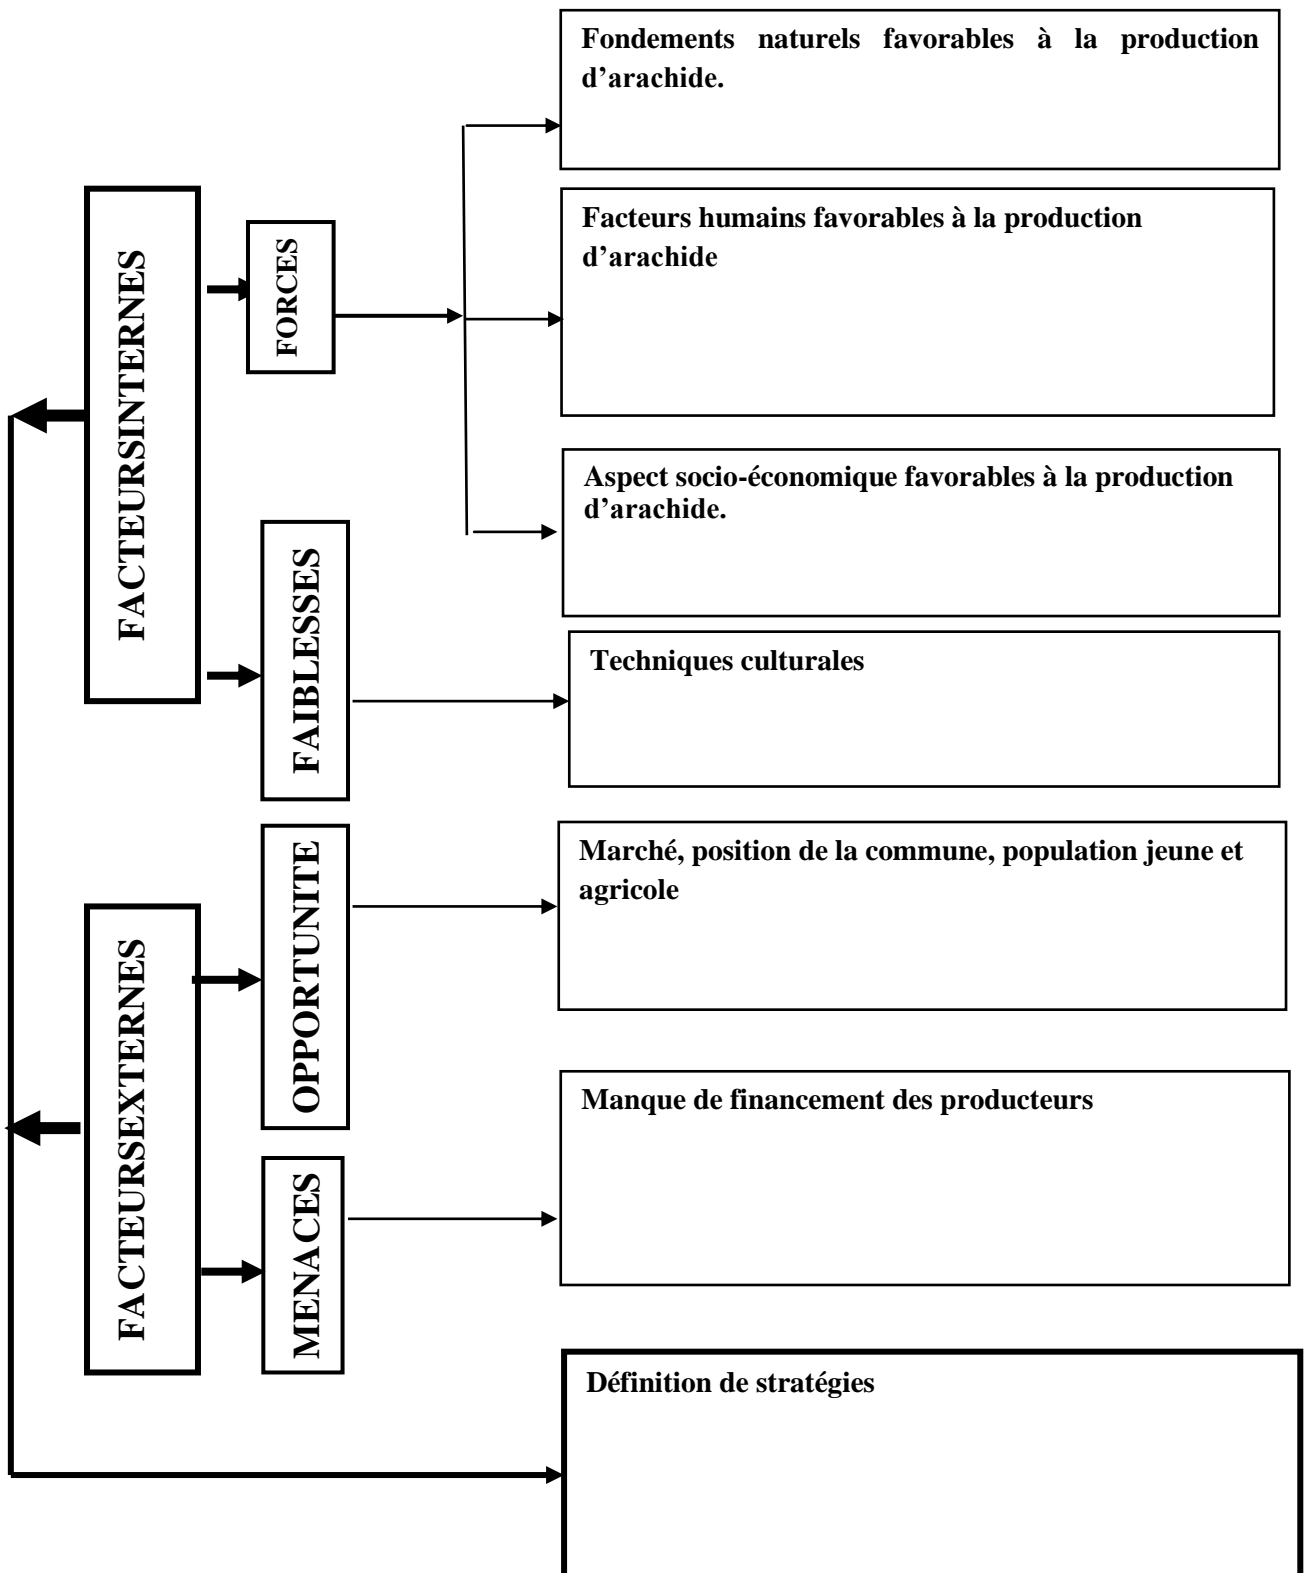 Fondements naturels favorables à la production
d’arachide.
Facteurs humains favorables à la production
d’arachide
Aspect socio-économique favorables à la production
d’arachide.
Techniques culturales
Marché, position de la commune, population jeune et
agricole
Manque de financement des producteurs
Définition de stratégies
FACTEURSINTERNES
FORCES
FAIBLESSES
FACTEURSEXTERNES
OPPORTUNITE
MENACES